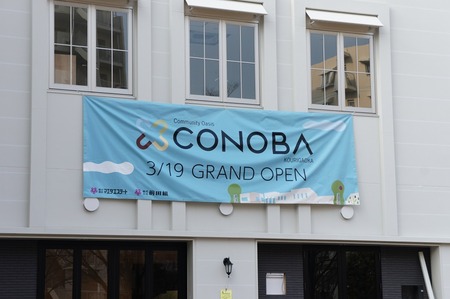 Community Oasis
CONOBA
KOURIGAOKA
3/19 GRAND OPEN